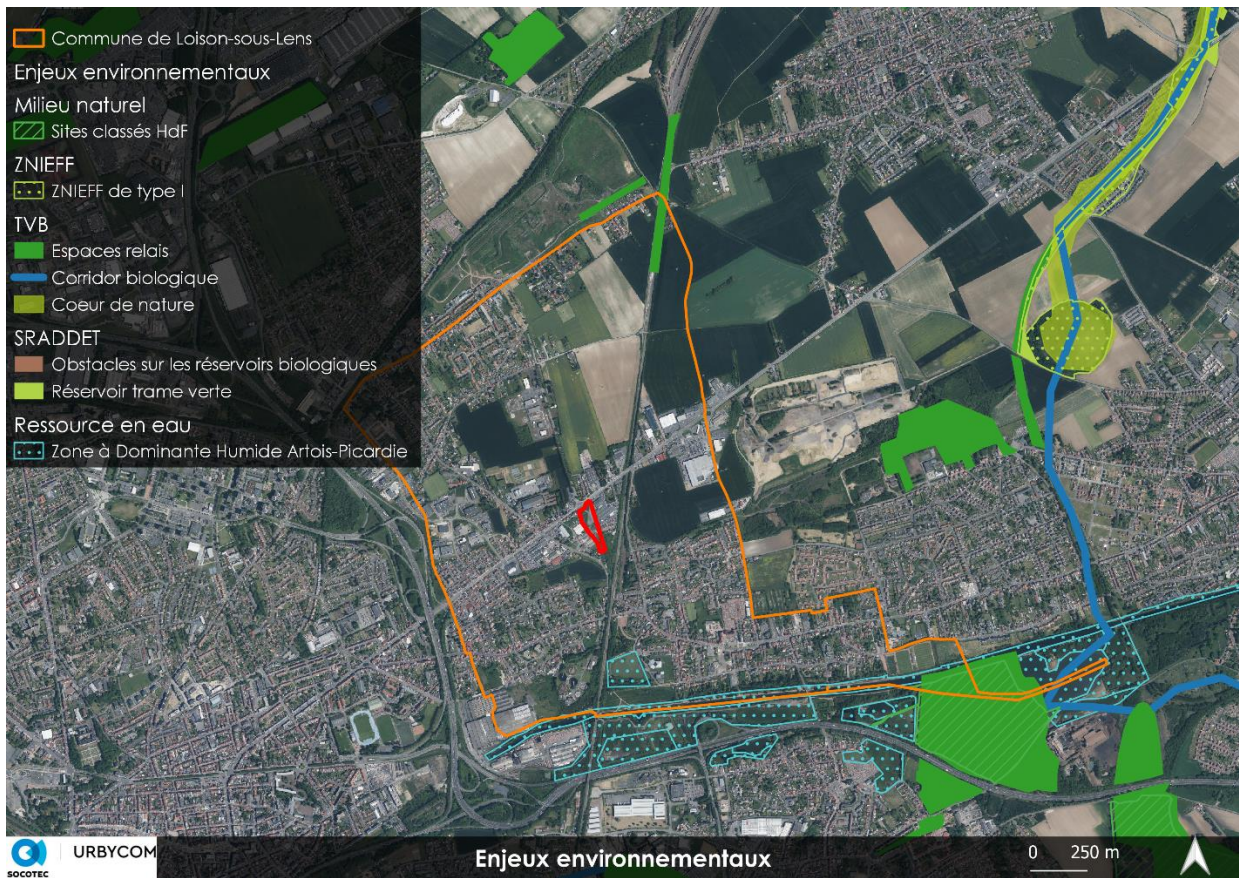 Commune de Loison-sous-Lens
Enjeux environnementaux
Milieu naturel
Sites classés HdF
ZNIEFF
ZNIEFF de type I
TVB
Espaces relais
Corridor biologique
Coeur de nature
SRADDET
Obstacles sur les réservoirs biologiques
Réservoir trame verte
Ressource en eau
Zone à Dominante Humide Artois-Picardie
SOCOTEC
URBYCOM
Enjeux environnementaux
0 250 m